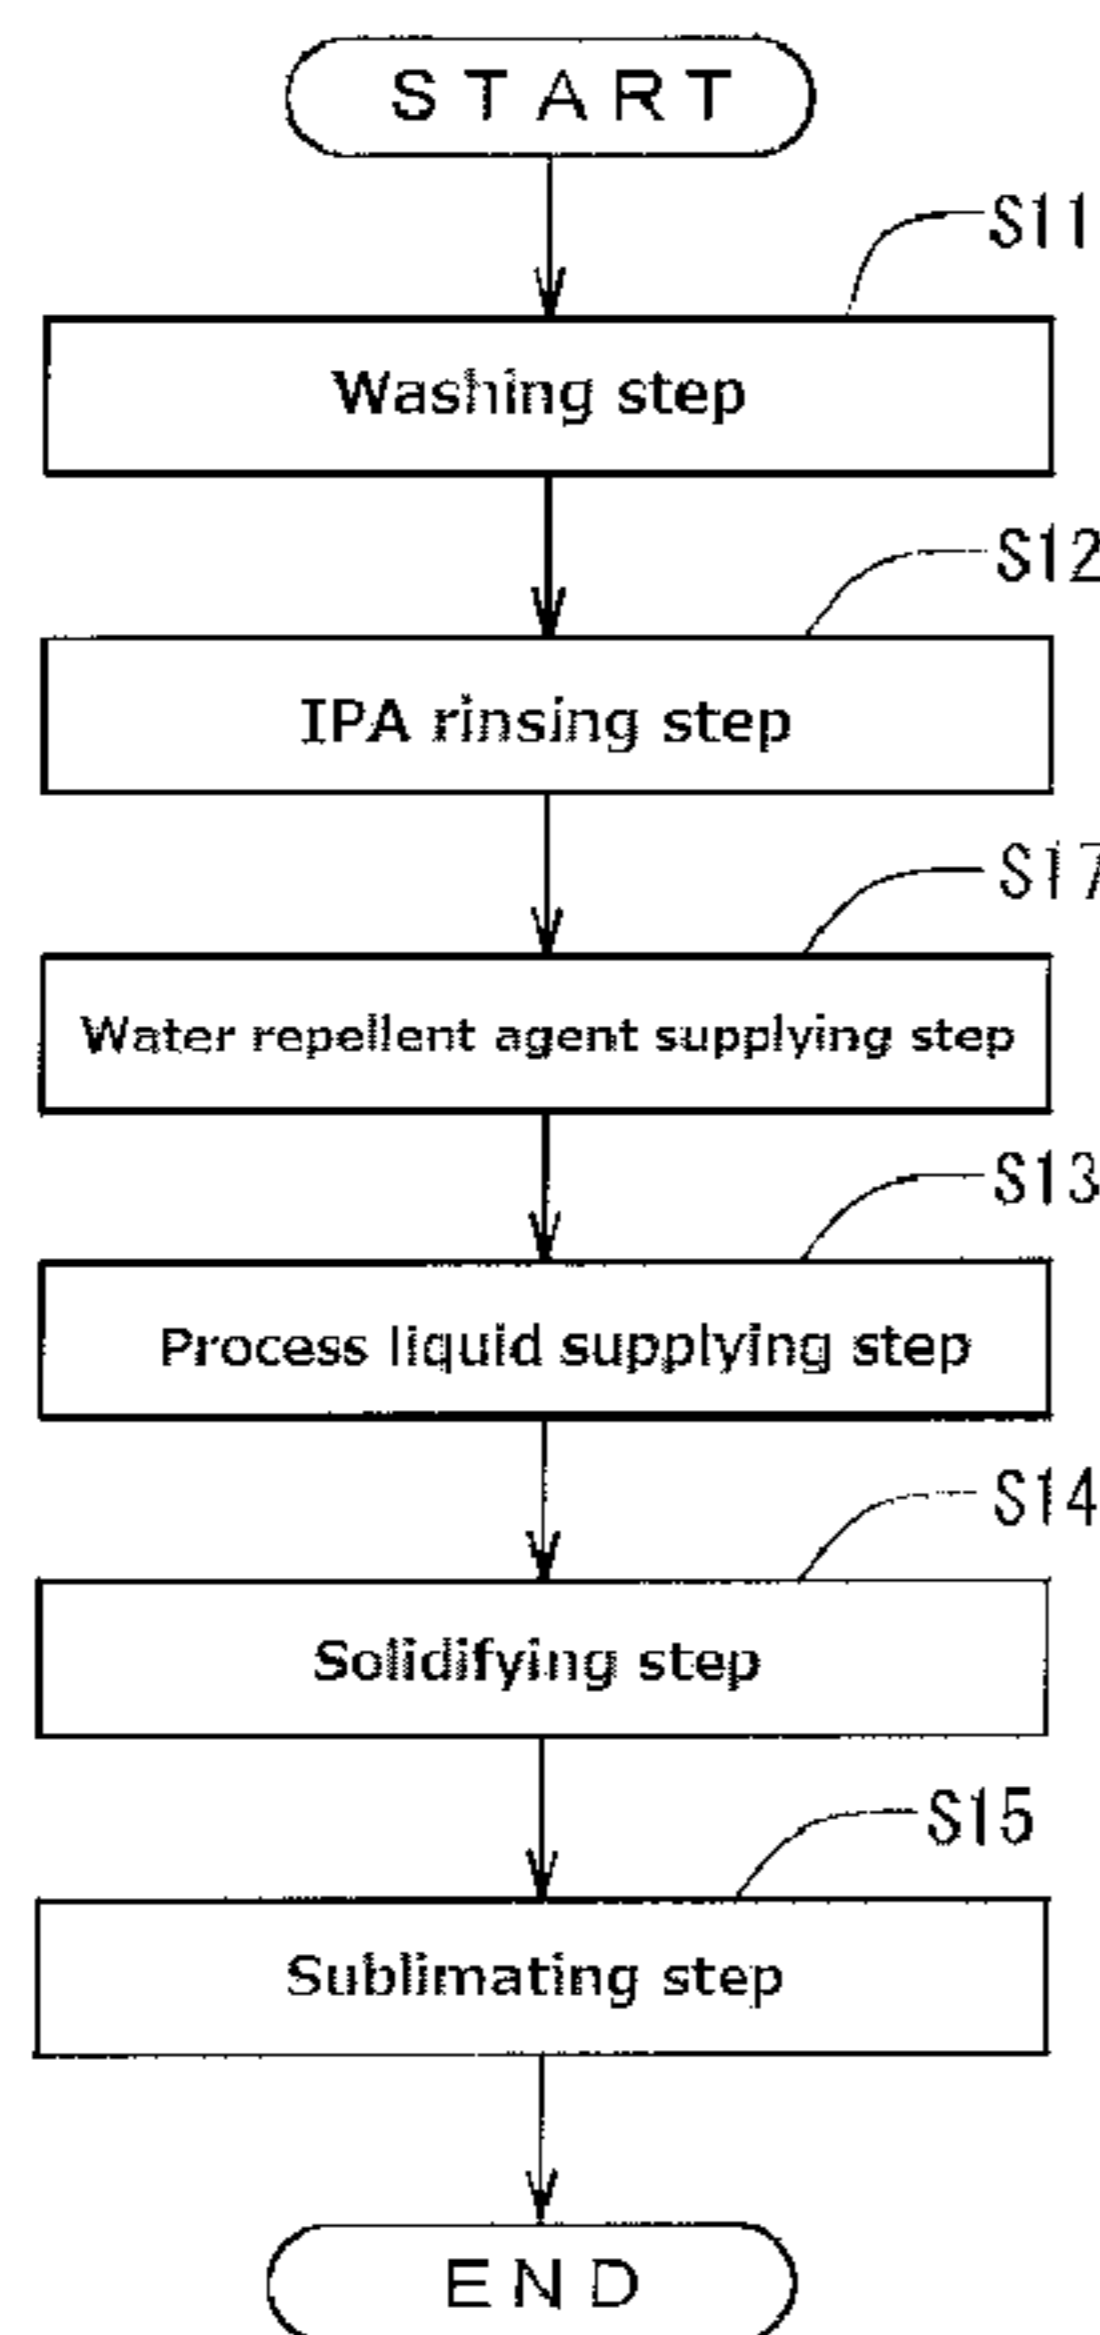 START
S11
Washing step
S12
IPA rinsing step
S17
Water repellent agent supplying step
S13
Process liquid supplying step
S14
Solidifying step
S15
Sublimating step
END